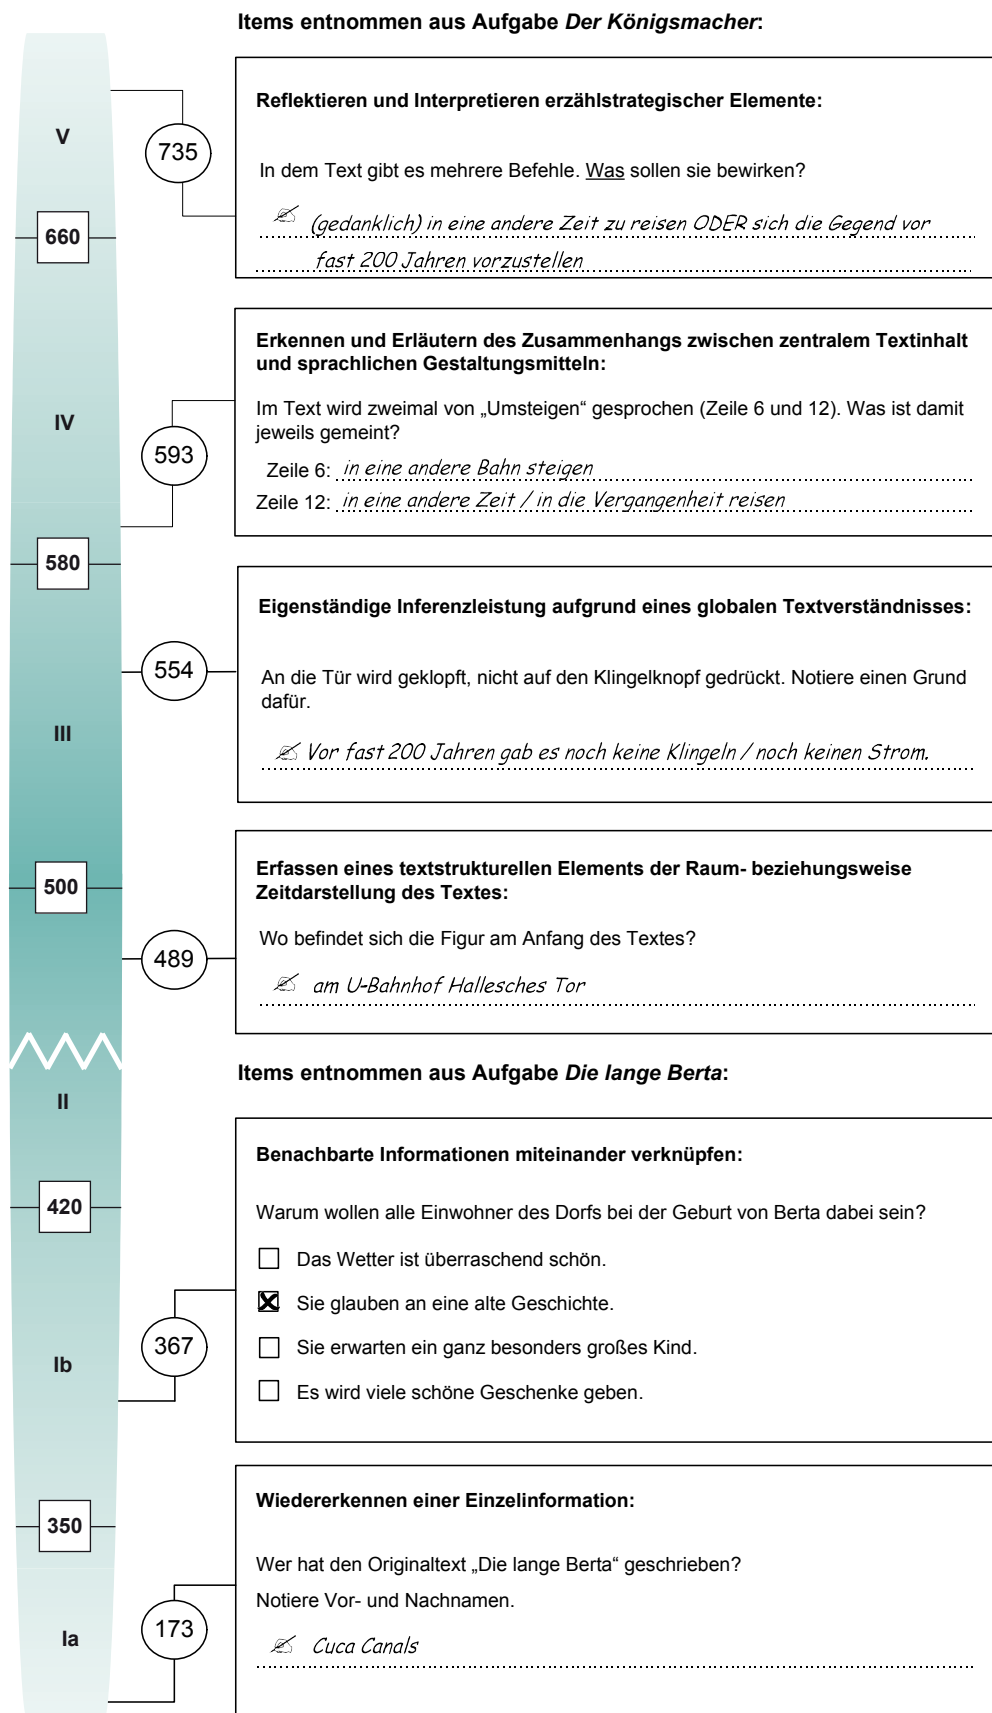 Items entnommen aus Aufgabe Der Königsmacher:
V
735
660
Reflektieren und Interpretieren erzählstrategischer Elemente:
In dem Text gibt es mehrere Befehle. Was sollen sie bewirken?
(gedanklich) in eine andere Zeit zu reisen ODER sich die Gegend vor
fast 200 Jahren vorzustellen
IV
593
580
Erkennen und Erläutern des Zusammenhangs zwischen zentralem Textinhalt
und sprachlichen Gestaltungsmitteln:
Im Text wird zweimal von „Umsteigen“ gesprochen (Zeile 6 und 12). Was ist damit
jeweils gemeint?
Zeile 6: in eine andere Bahn steigen
Zeile 12: in eine andere Zeit / in die Vergangenheit reisen
554
III
Eigenständige Inferenzleistung aufgrund eines globalen Textverständnisses:
An die Tür wird geklopft, nicht auf den Klingelknopf gedrückt. Notiere einen Grund
dafür.
Vor fast 200 Jahren gab es noch keine Klingeln / noch keinen Strom.
500
489
Erfassen eines textstrukturellen Elements der Raum- beziehungsweise
Zeitdarstellung des Textes:
Wo befindet sich die Figur am Anfang des Textes?
am U-Bahnhof Hallesches Tor
Items entnommen aus Aufgabe Die lange Berta:
II
420
367
Ib
Benachbarte Informationen miteinander verknüpfen:
Warum wollen alle Einwohner des Dorfs bei der Geburt von Berta dabei sein?
Das Wetter ist überraschend schön.
Sie glauben an eine alte Geschichte.
Sie erwarten ein ganz besonders großes Kind.
Es wird viele schöne Geschenke geben.
350
173
Ia
Wiedererkennen einer Einzelinformation:
Wer hat den Originaltext „Die lange Berta“ geschrieben?
Notiere Vor- und Nachnamen.
Cuca Canals